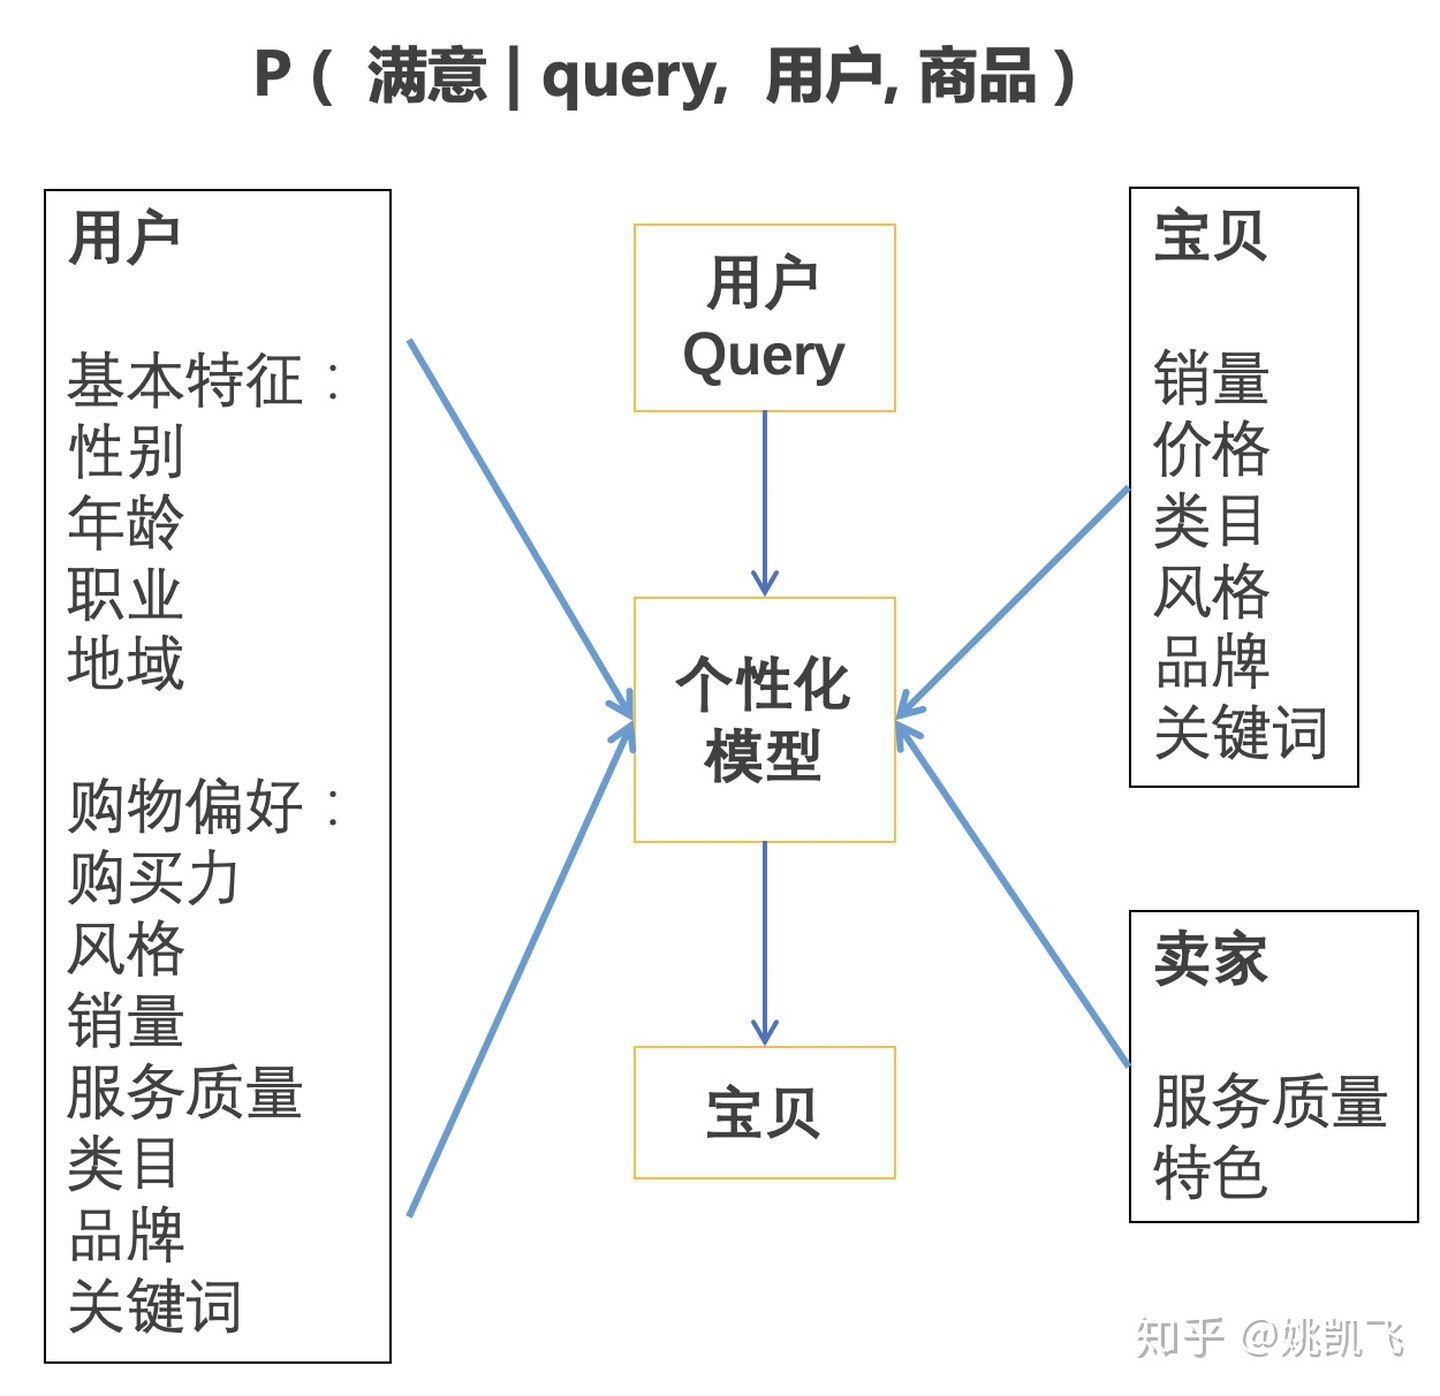 P ( 满意 | query, 用户, 商品 )
用户
基本特征：
性别
年龄
职业
地域
购物偏好：
购买力
风格
销量
服务质量
类目
品牌
关键词
用户
Query
个性化
模型
宝贝
宝贝
销量
价格
类目
风格
品牌
关键词
卖家
服务质量
特色
知乎 @姚凯飞